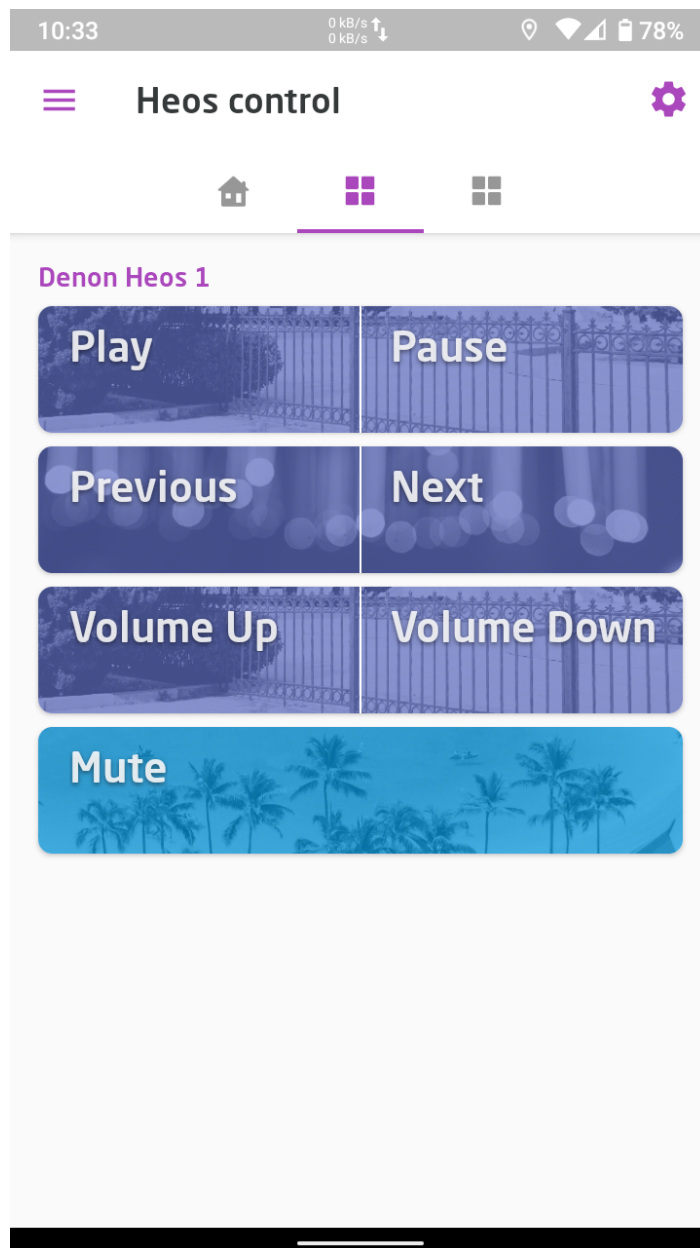 10:33
0 kB/s
0 kB/s
78%
Heos control
Denon Heos 1
Play
Pause
Previous
Next
Volume Up
Volume Down
Mute